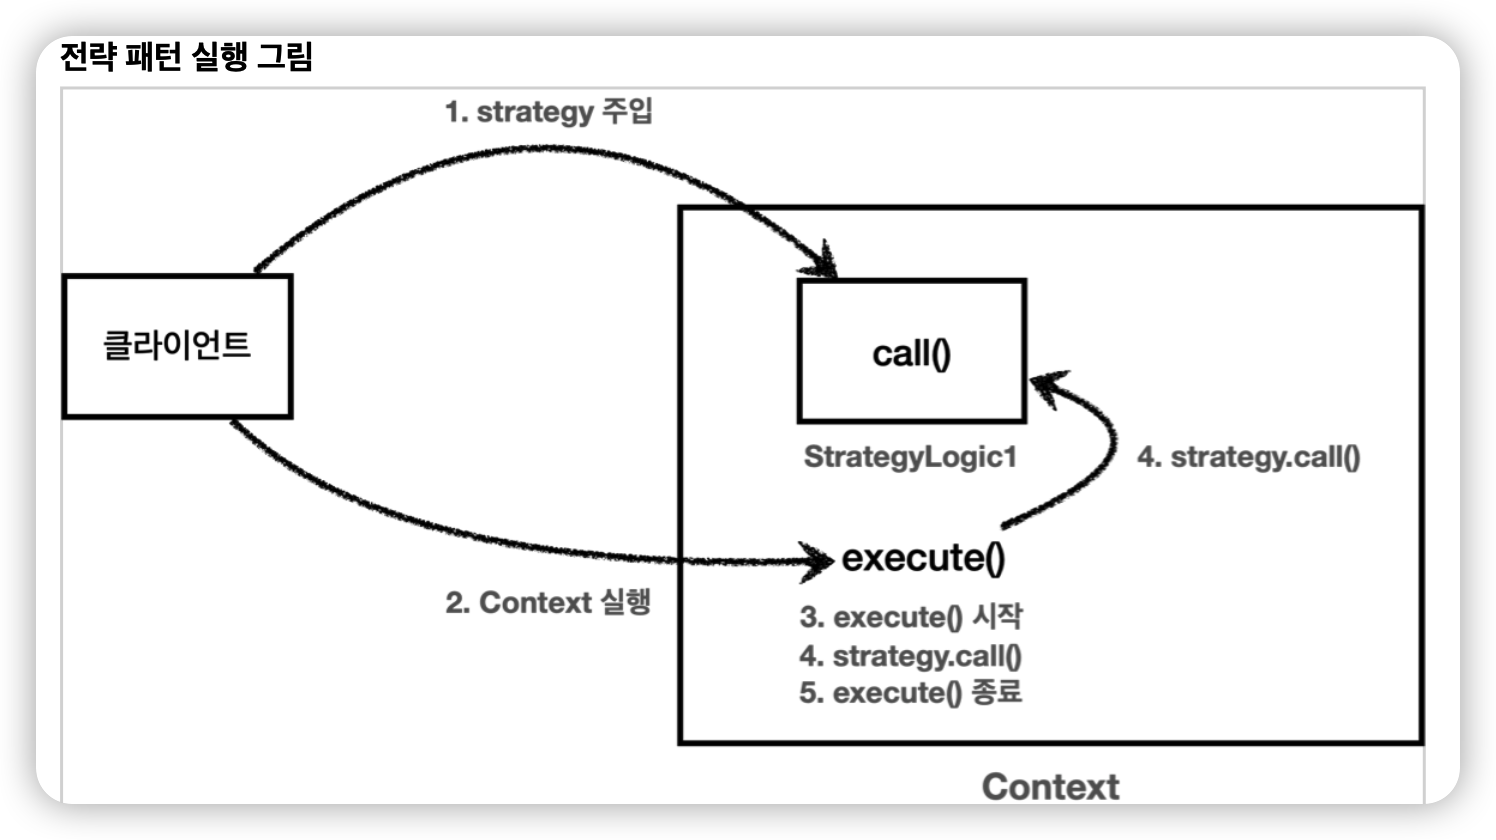 전략 패턴 실행 그림
1. strategy 주입
클라이언트
call()
StrategyLogic1
4. strategy.call()
execute()
2. Context 실행
3. execute() 시작
4. strategy.call()
5. execute() 종료
Context